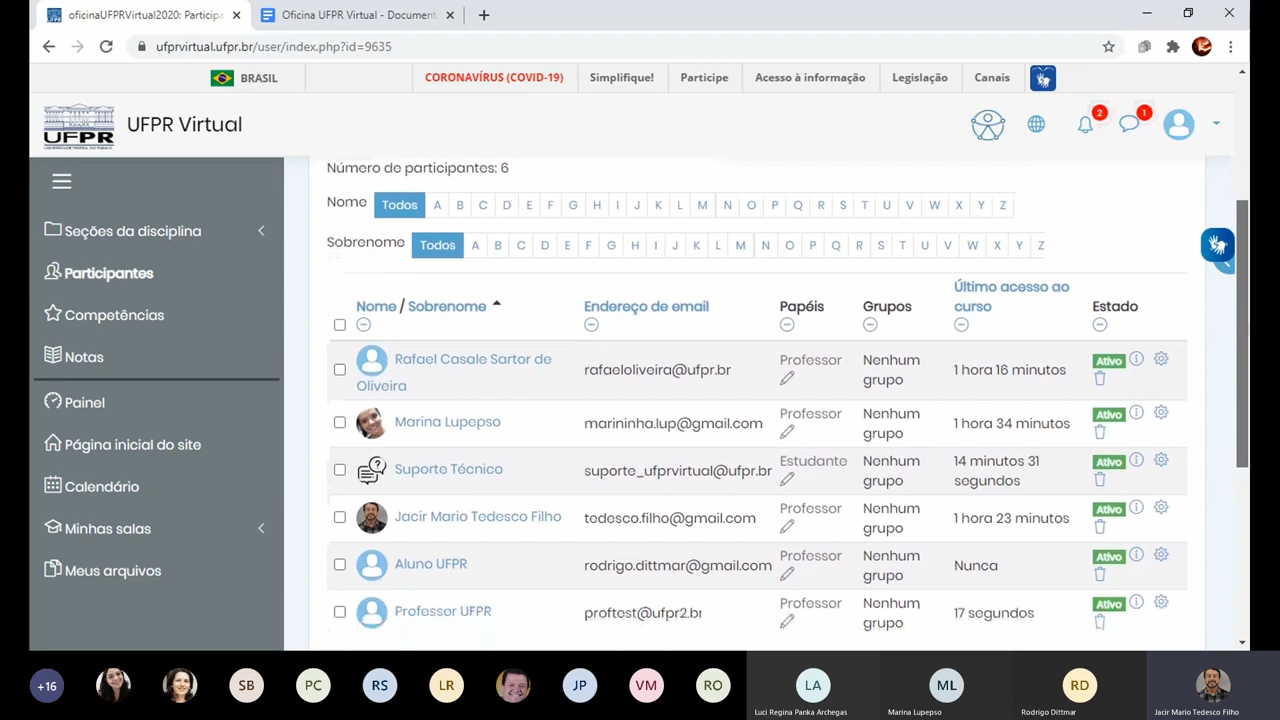 oficinaUFPRVirtual2020: Participa
Oficina UFPR Virtual - Document
ufprvirtual.ufpr.br/user/index.php?id=9635
BRASIL
CORONAVÍRUS (COVID-19)
Simplifique!
Participe
Acesso à informação
Legislação
Canais
UFPR
UFPR Virtual
2
1
Número de participantes: 6
Nome Todos A B C D E F G H I J K L M N O P Q R S T U V W X Y Z
Sobrenome Todos A B C D E F G H I J K L M N O P Q R S T U V W X Y Z
Seções da disciplina
Participantes
Competências
Notas
Painel
Página inicial do site
Calendário
Minhas salas
Meus arquivos
Nome / Sobrenome Endereço de email Papéis Grupos Último acesso ao curso Estado
Rafael Casale Sartor de Oliveira rafaeloliveira@ufpr.br Professor Nenhum grupo 1 hora 16 minutos Ativo
Marina Lupepso marininha.lup@gmail.com Professor Nenhum grupo 1 hora 34 minutos Ativo
Suporte Técnico suporte_ufprvirtual@ufpr.br Estudante Nenhum grupo 14 minutos 31 segundos Ativo
Jacir Mario Tedesco Filho tedesco.filho@gmail.com Professor Nenhum grupo 1 hora 23 minutos Ativo
Aluno UFPR rodrigo.dittmar@gmail.com Professor Nenhum grupo Nunca Ativo
Professor UFPR proftest@ufpr2.br Professor Nenhum grupo 17 segundos Ativo
+16 SB PC RS LR JP VM RO LA ML RD
Luci Regina Panka Archegas Marina Lupepso Rodrigo Dittmar Jacir Mario Tedesco Filho